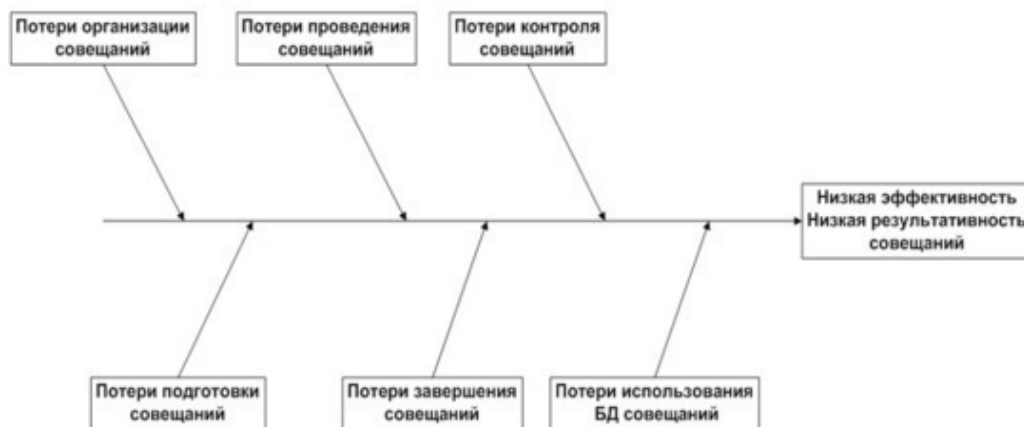 Потери организации
совещаний
Потери проведения
совещаний
Потери контроля
совещаний
Низкая эффективность
Низкая результативность
совещаний
Потери подготовки
совещаний
Потери завершения
совещаний
Потери использования
БД совещаний